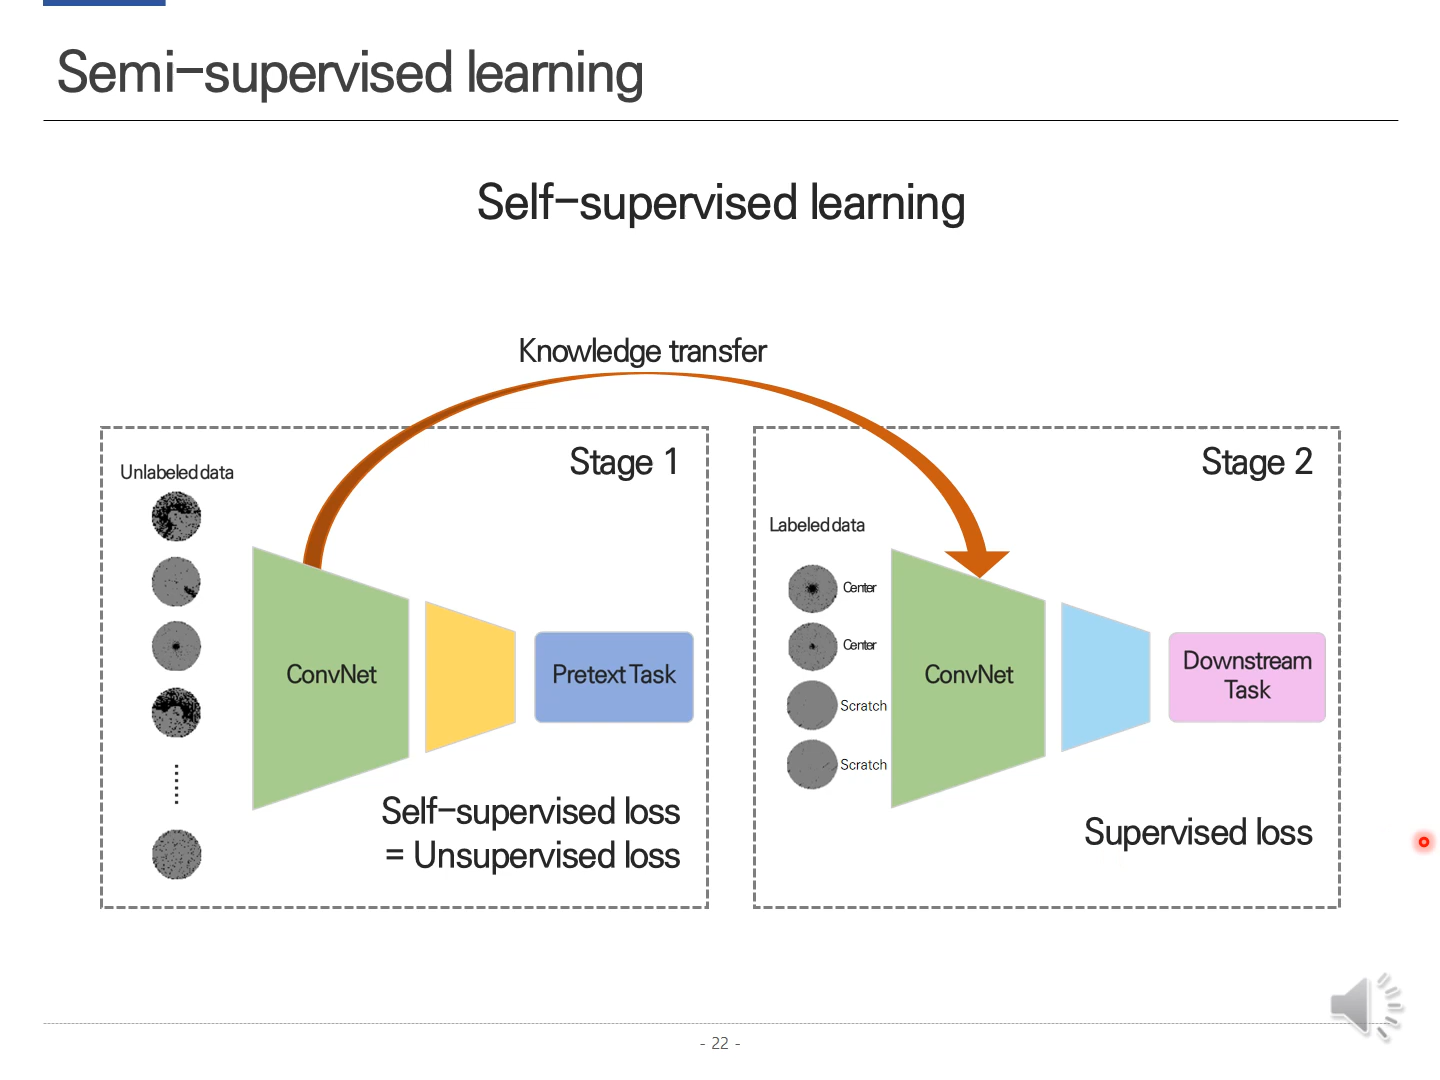 Semi-supervised learning
Self-supervised learning
Knowledge transfer
Stage 1
Unlabeled data
ConvNet
Pretext Task
Self-supervised loss
= Unsupervised loss
Stage 2
Labeled data
Center
Center
Scratch
Scratch
ConvNet
Downstream
Task
Supervised loss
- 22 -